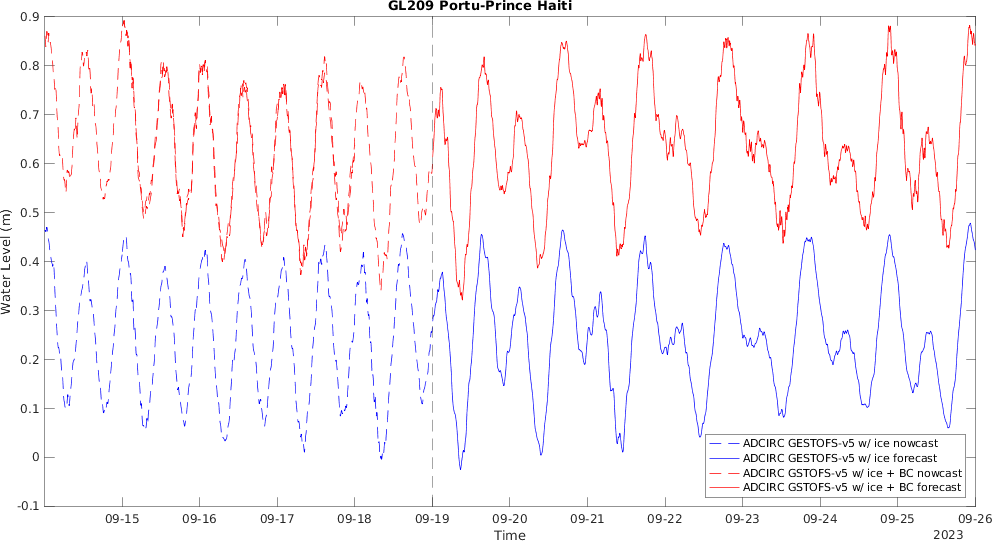 GL209 Portu-Prince Haiti
0.9
0.8
0.7
0.6
0.5
0.4
0.3
0.2
0.1
0
-0.1
Water Level (m)
ADCIRC GESTOFS-v5 w/ ice nowcast
ADCIRC GESTOFS-v5 w/ ice forecast
ADCIRC GSTOFS-v5 w/ ice + BC nowcast
ADCIRC GSTOFS-v5 w/ ice + BC forecast
09-15 09-16 09-17 09-18 09-19 09-20 09-21 09-22 09-23 09-24 09-25 09-26
Time
2023